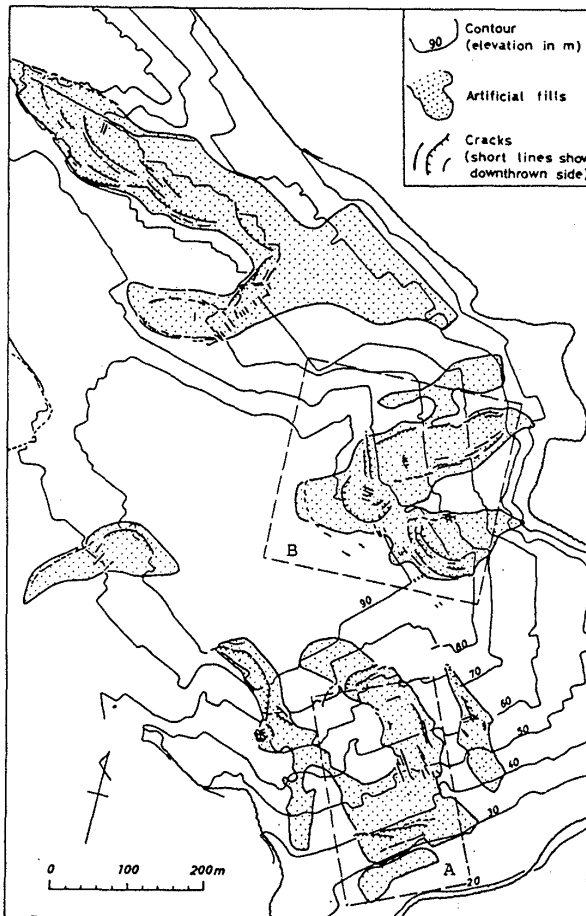 90
Contour
(elevation in m)
Artificial fills
Cracks
(short lines show
downthrown side)
B
90
80
70
60
50
40
30
20
A
0 100 200m